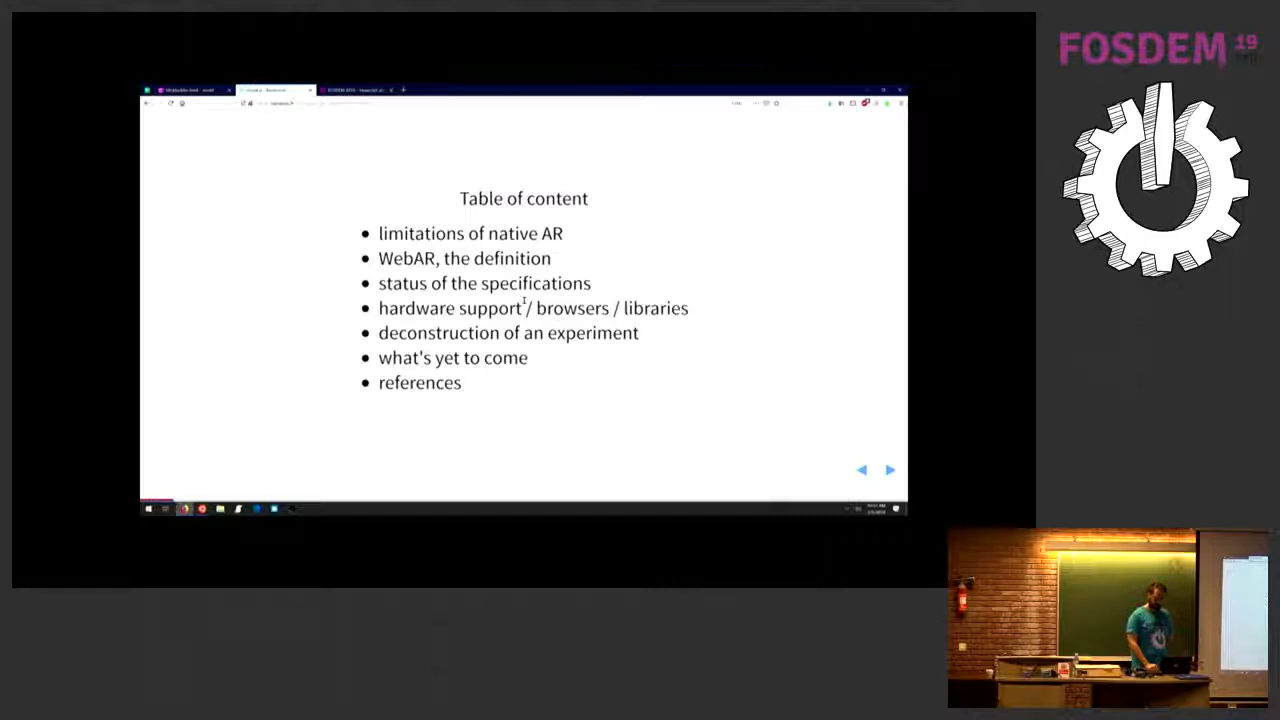 FOSDEM 19
Table of content
limitations of native AR
WebAR, the definition
status of the specifications
hardware support / browsers / libraries
deconstruction of an experiment
what's yet to come
references